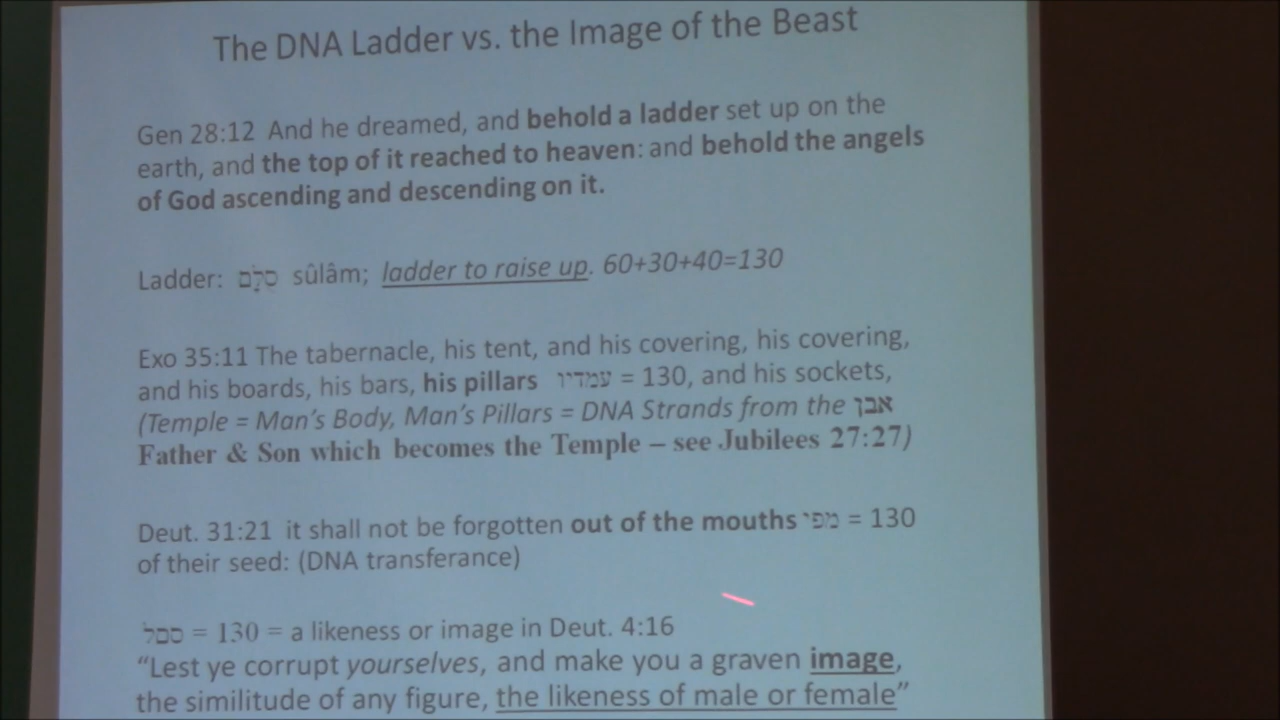 The DNA Ladder vs. the Image of the Beast
Gen 28:12 And he dreamed, and behold a ladder set up on the
earth, and the top of it reached to heaven: and behold the angels
of God ascending and descending on it.
Ladder: סֻלָּם sûlâm; ladder to raise up. 60+30+40=130
Exo 35:11 The tabernacle, his tent, and his covering, his covering,
and his boards, his bars, his pillars עמדיו = 130, and his sockets,
(Temple = Man's Body, Man's Pillars = DNA Strands from the אבן
Father & Son which becomes the Temple – see Jubilees 27:27)
Deut. 31:21 it shall not be forgotten out of the mouths מפי = 130
of their seed: (DNA transferance)
סמל = 130 = a likeness or image in Deut. 4:16
“Lest ye corrupt yourselves, and make you a graven image,
the similitude of any figure, the likeness of male or female”